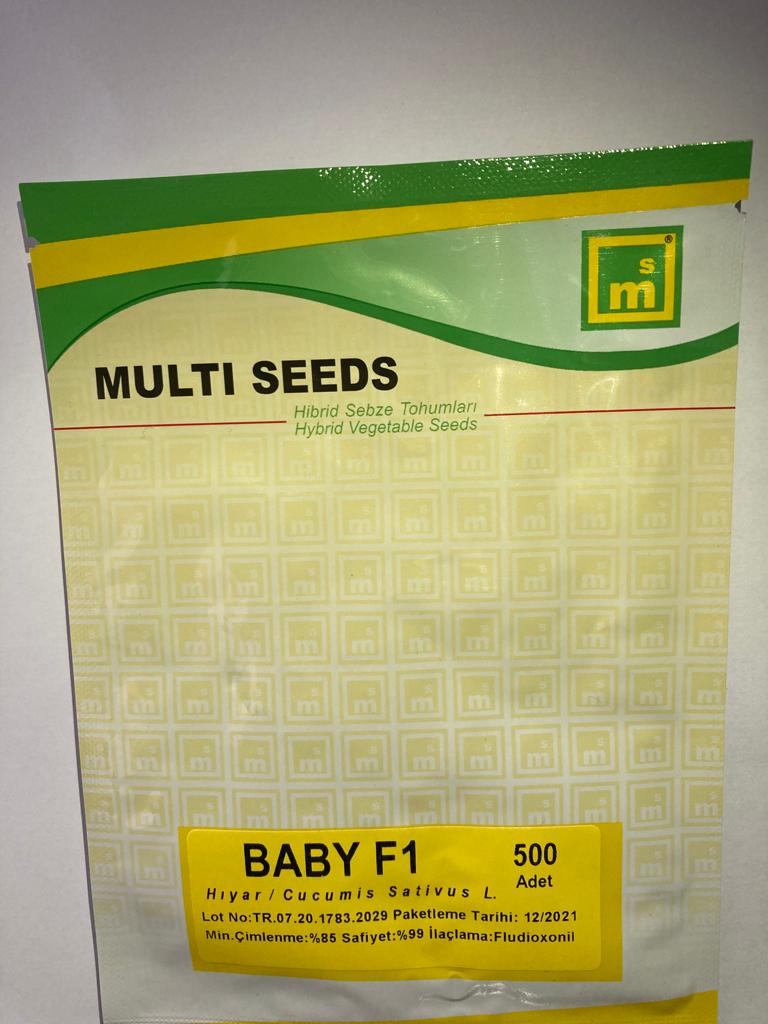 s
m ®
MULTI SEEDS
Hibrid Sebze Tohumları
Hybrid Vegetable Seeds
BABY F1
500
Adet
Hıyar / Cucumis Sativus L.
Lot No:TR.07.20.1783.2029 Paketleme Tarihi: 12/2021
Min.Çimlenme:%85 Safiyet:%99 İlaçlama:Fludioxonil